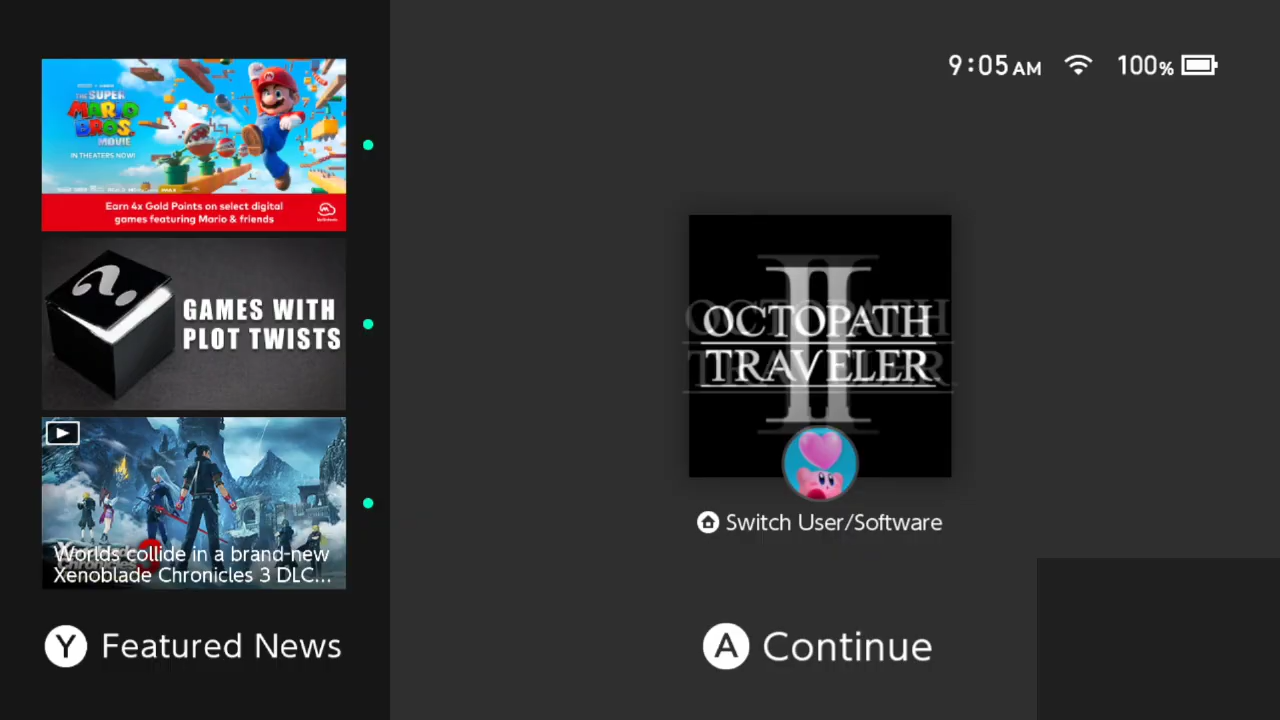 THE SUPER
MARIO
BROS.
MOVIE
IN THEATERS NOW!
Earn 4x Gold Points on select digital
games featuring Mario & friends
GAMES WITH
PLOT TWISTS
Worlds collide in a brand-new
Xenoblade Chronicles 3 DLC...
Y Featured News
9:05 AM 100%
II
OCTOPATH
TRAVELER
Switch User/Software
A Continue